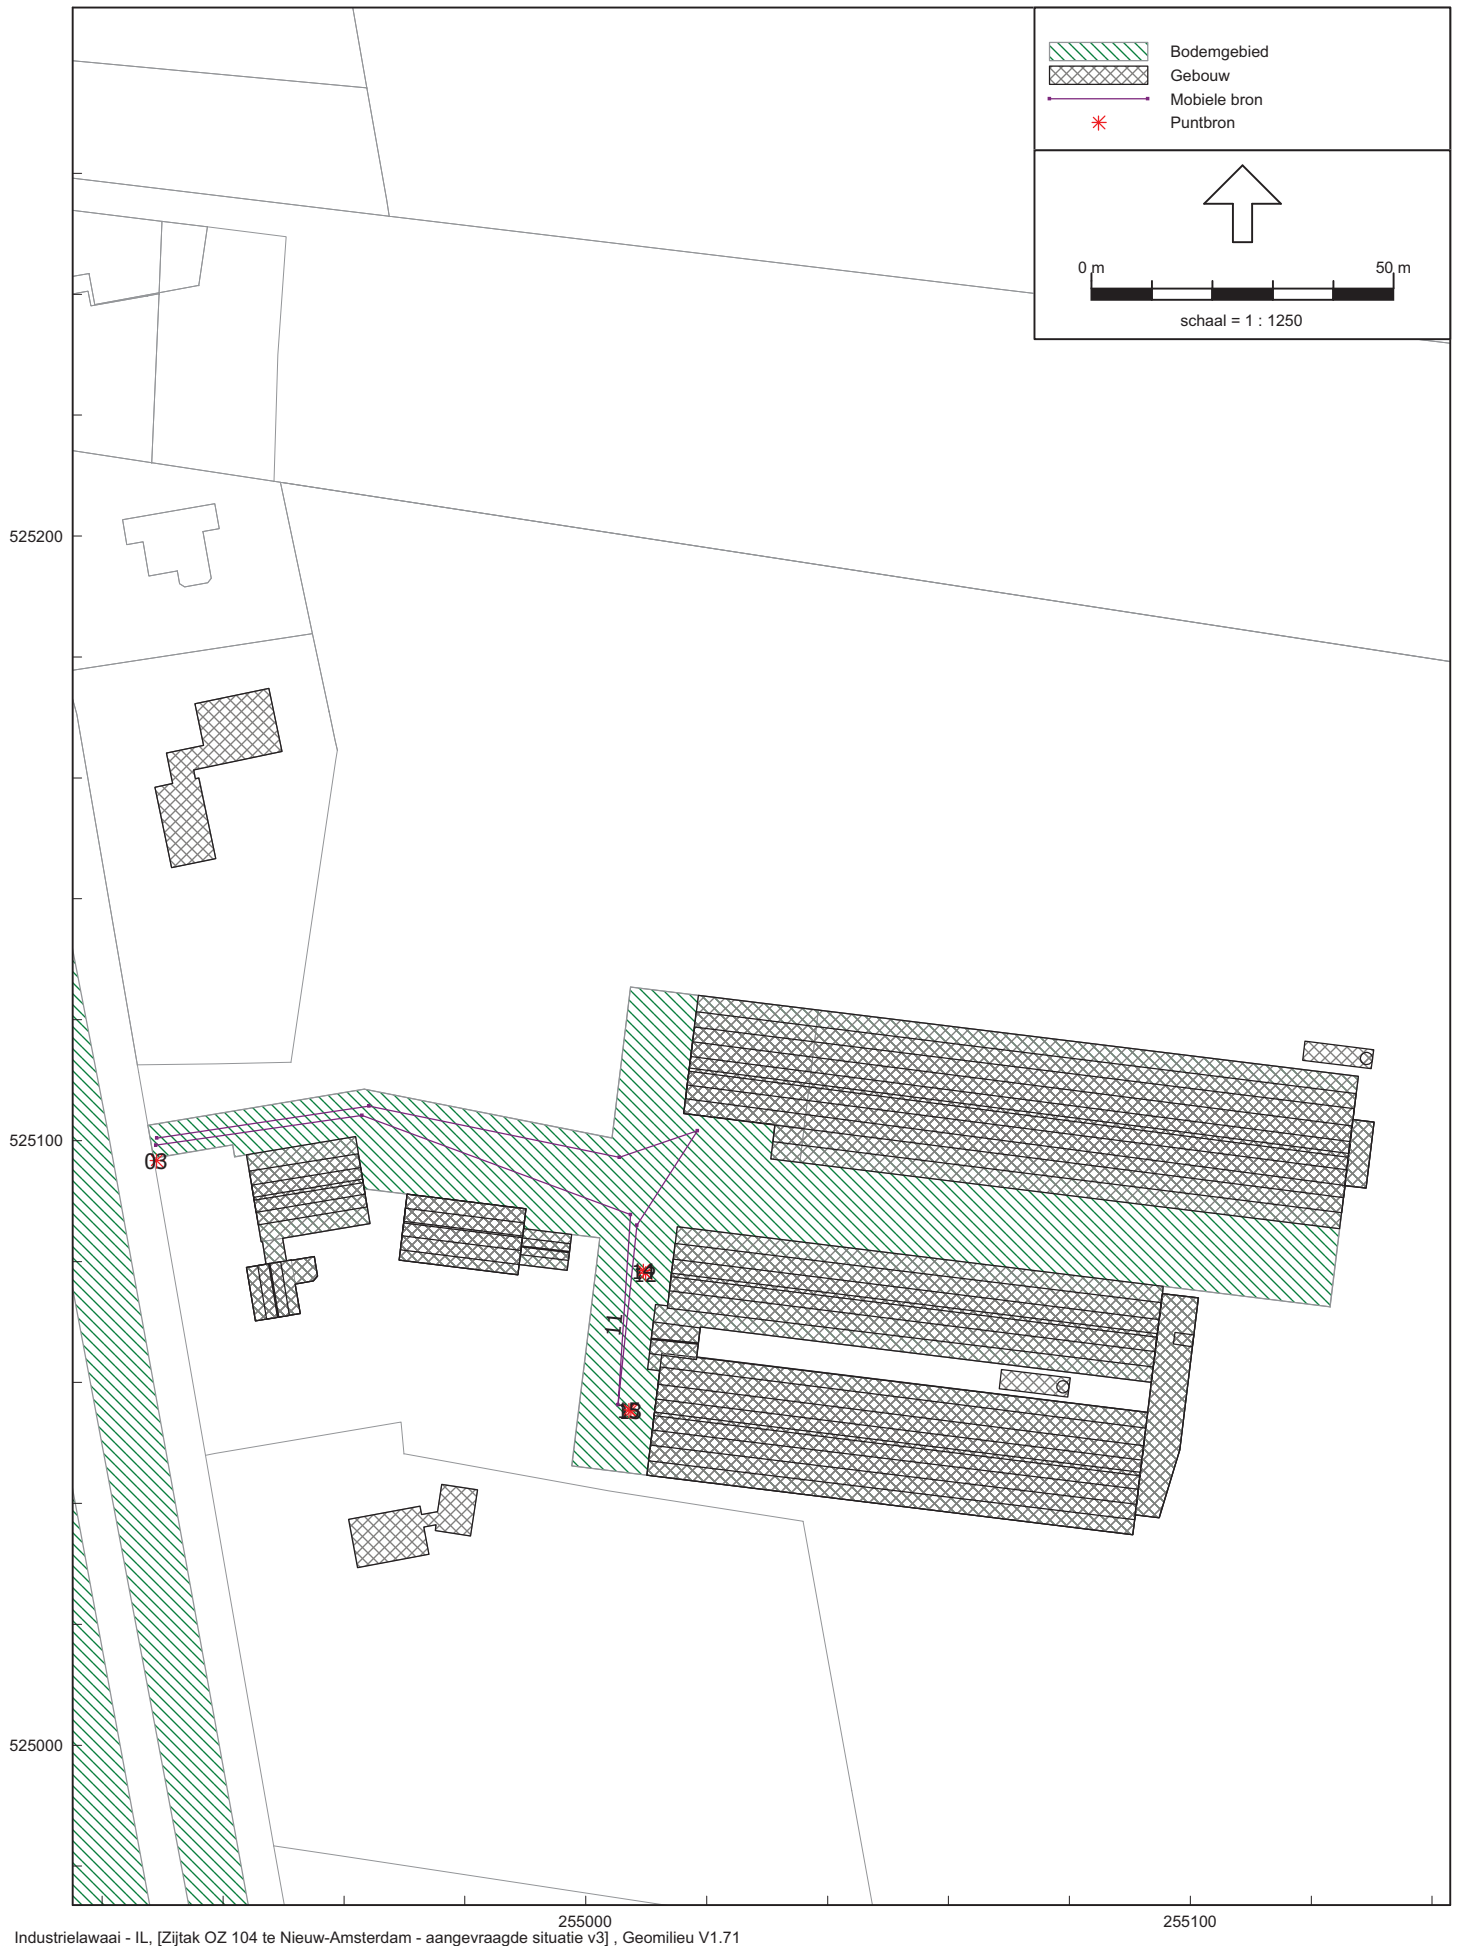 Bodemgebied
Gebouw
Mobiele bron
Puntbron
0 m 50 m
schaal = 1 : 1250
525200
525100
11
525000
255000 255100
Industrielawaai - IL, [Zijtak OZ 104 te Nieuw-Amsterdam - aangevraagde situatie v3] , Geomilieu V1.71